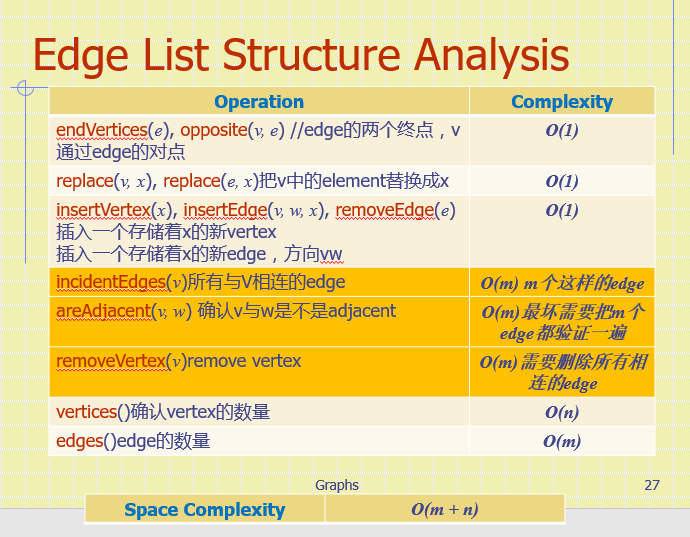 Edge List Structure Analysis
Operation Complexity
endVertices(e), opposite(v, e) //edge的两个终点，v O(1)
通过edge的对点
replace(v, x), replace(e, x)把v中的element替换成x O(1)
insertVertex(x), insertEdge(v, w, x), removeEdge(e) O(1)
插入一个存储着x的新vertex
插入一个存储着x的新edge，方向vw
incidentEdges(v)所有与V相连的edge O(m) m个这样的edge
areAdjacent(v, w) 确认v与w是不是adjacent O(m)最坏需要把m个
edge都验证一遍
removeVertex(v)remove vertex O(m)需要删除所有相
连的edge
vertices()确认vertex的数量 O(n)
edges()edge的数量 O(m)
Graphs 27
Space Complexity O(m + n)